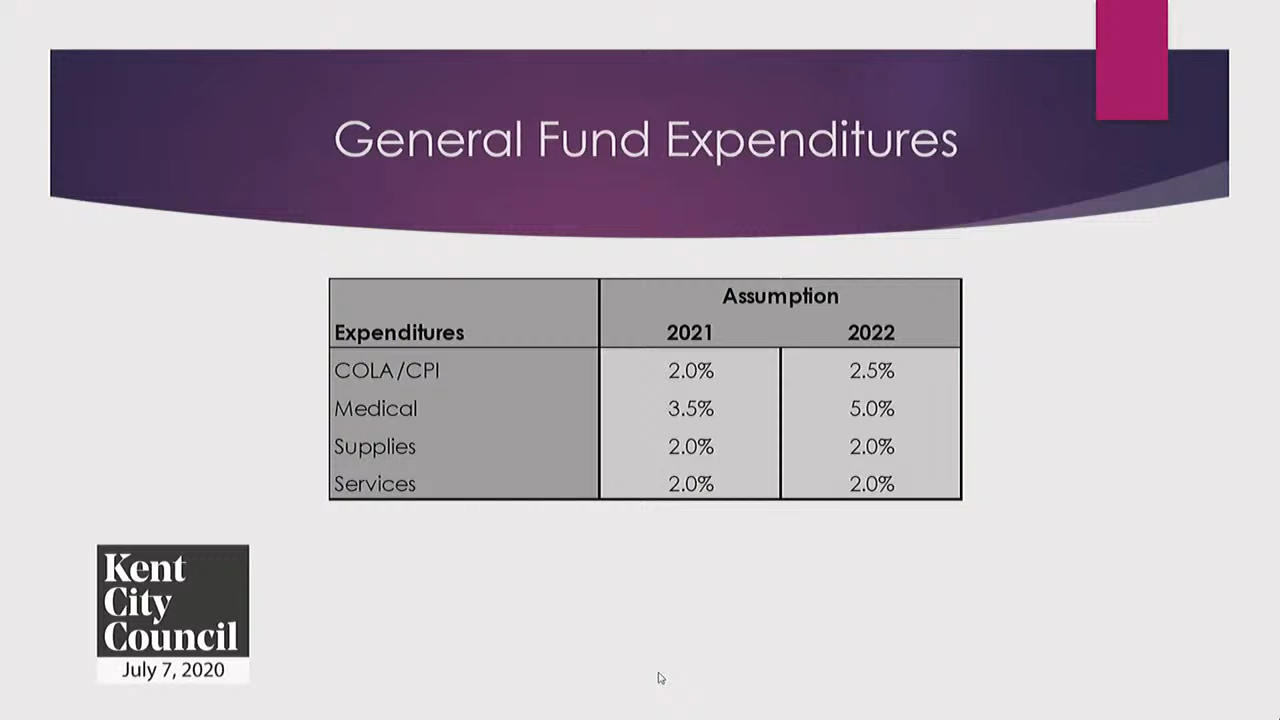 General Fund Expenditures
Assumption
Expenditures 2021 2022
COLA/CPI 2.0% 2.5%
Medical 3.5% 5.0%
Supplies 2.0% 2.0%
Services 2.0% 2.0%
Kent
City
Council
July 7, 2020